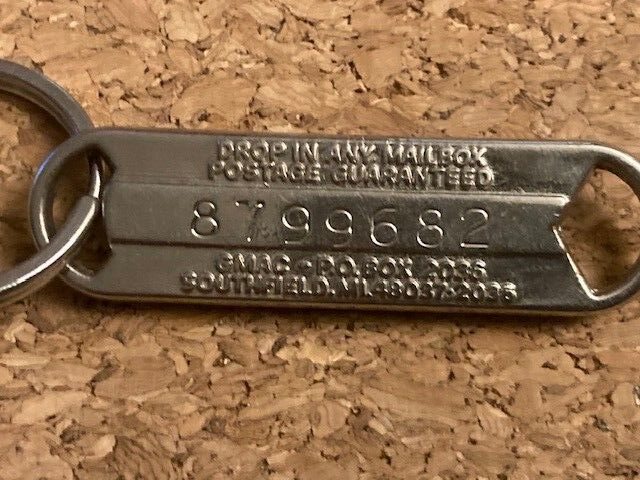 DROP IN ANY MAILBOX
POSTAGE GUARANTEED
8799682
GMAC - P.O. BOX 2036
SOUTHFIELD, MI. 48037-2036